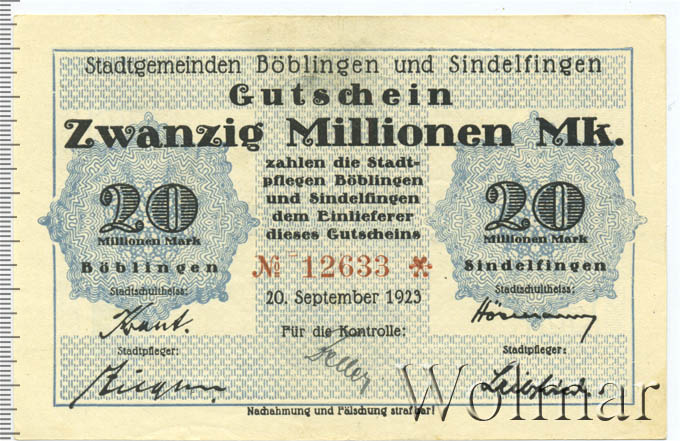 Stadtgemeinden Böblingen und Sindelfingen
Gutschein
Zwanzig Millionen Mk.
zahlen die Stadt-
pflegen Böblingen
und Sindelfingen
dem Einlieferer
dieses Gutscheins
20
Millionen Mark
Böblingen
20
Millionen Mark
Sindelfingen
№ 12633
20. September 1923
Stadtschultheiss:
Kraut.
Stadtschultheiss:
Hörmann
Für die Kontrolle:
Stadtpfleger:
Stadtpfleger:
Nachahmung und Fälschung strafbar!
Wolmar